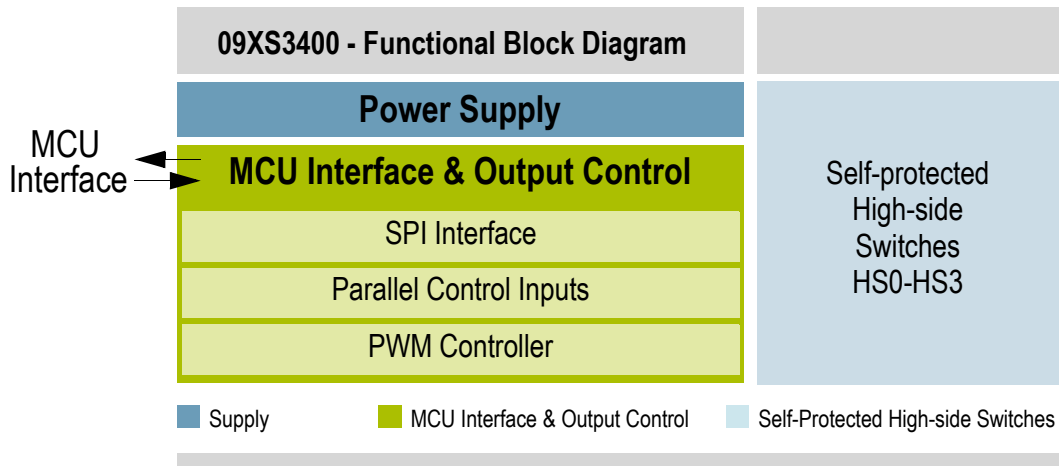 09XS3400 - Functional Block Diagram
Power Supply
MCU
Interface
MCU Interface & Output Control
SPI Interface
Parallel Control Inputs
PWM Controller
Self-protected
High-side
Switches
HS0-HS3
Supply
MCU Interface & Output Control
Self-Protected High-side Switches